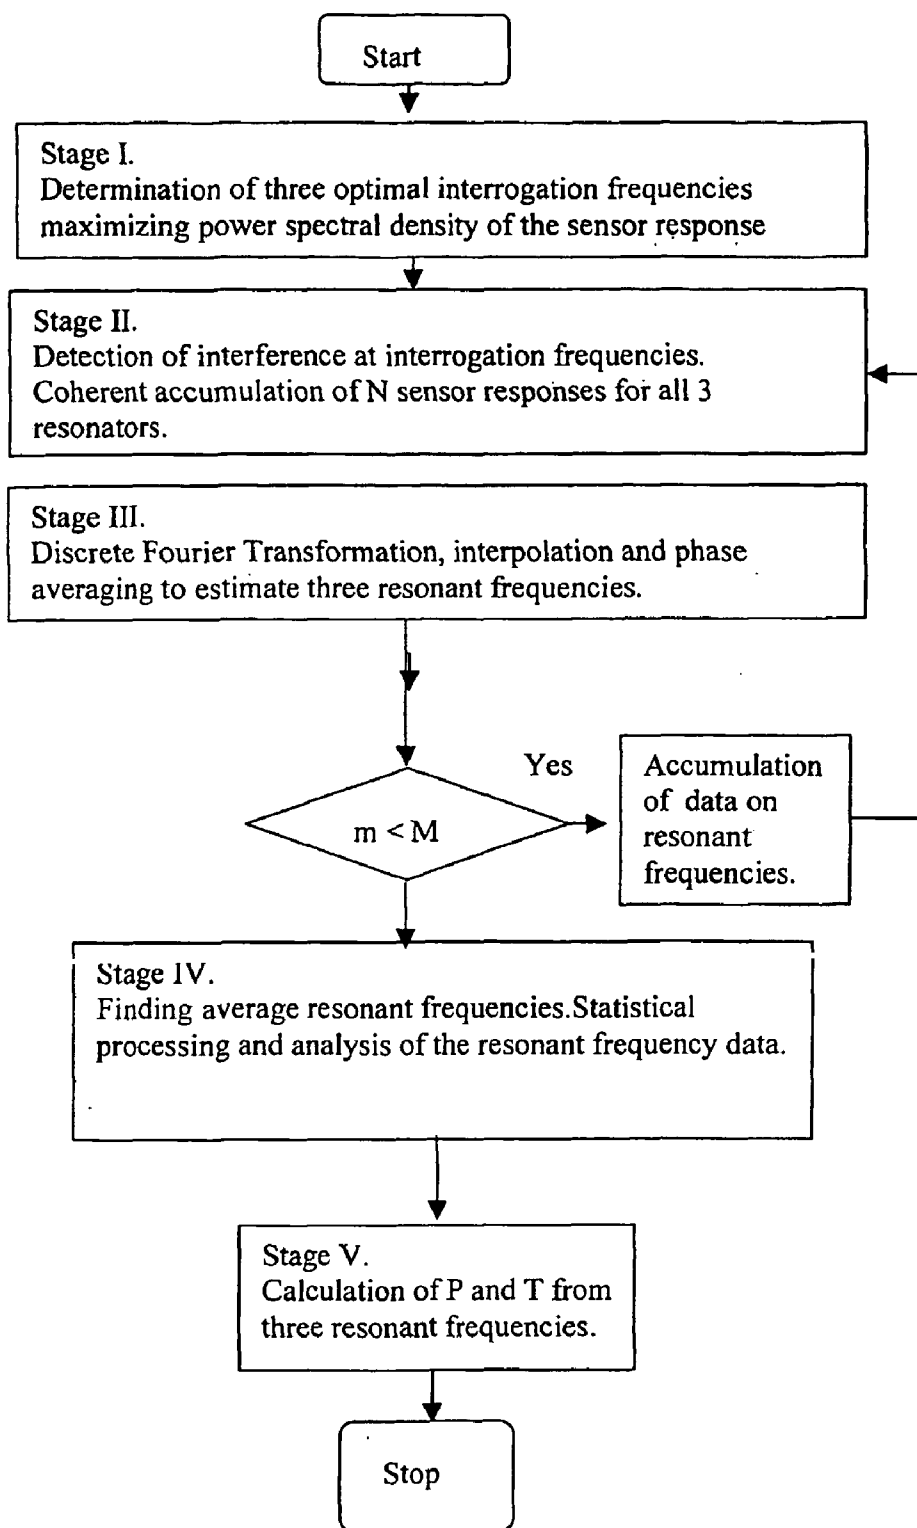 Start
Stage I.
Determination of three optimal interrogation frequencies
maximizing power spectral density of the sensor response
Stage II.
Detection of interference at interrogation frequencies.
Coherent accumulation of N sensor responses for all 3
resonators.
Stage III.
Discrete Fourier Transformation, interpolation and phase
averaging to estimate three resonant frequencies.
Yes
m < M
Accumulation
of data on
resonant
frequencies.
Stage IV.
Finding average resonant frequencies.Statistical
processing and analysis of the resonant frequency data.
Stage V.
Calculation of P and T from
three resonant frequencies.
Stop